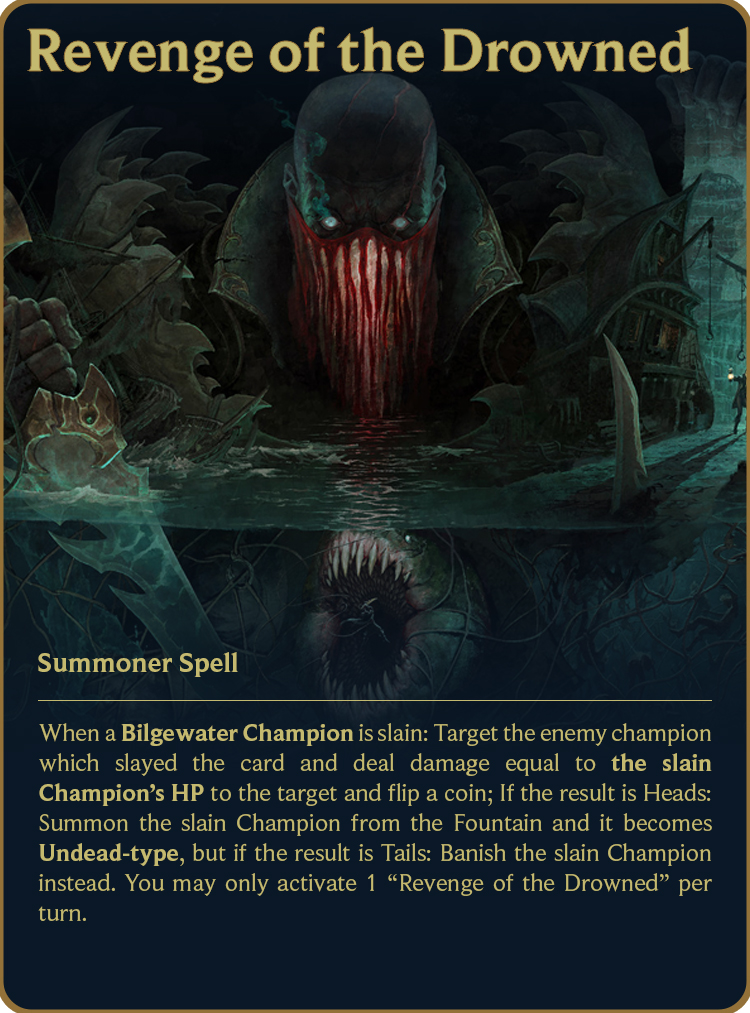 Revenge of the Drowned
Summoner Spell
When a Bilgewater Champion is slain: Target the enemy champion
which slayed the card and deal damage equal to the slain
Champion’s HP to the target and flip a coin; If the result is Heads:
Summon the slain Champion from the Fountain and it becomes
Undead-type, but if the result is Tails: Banish the slain Champion
instead. You may only activate 1 “Revenge of the Drowned” per
turn.